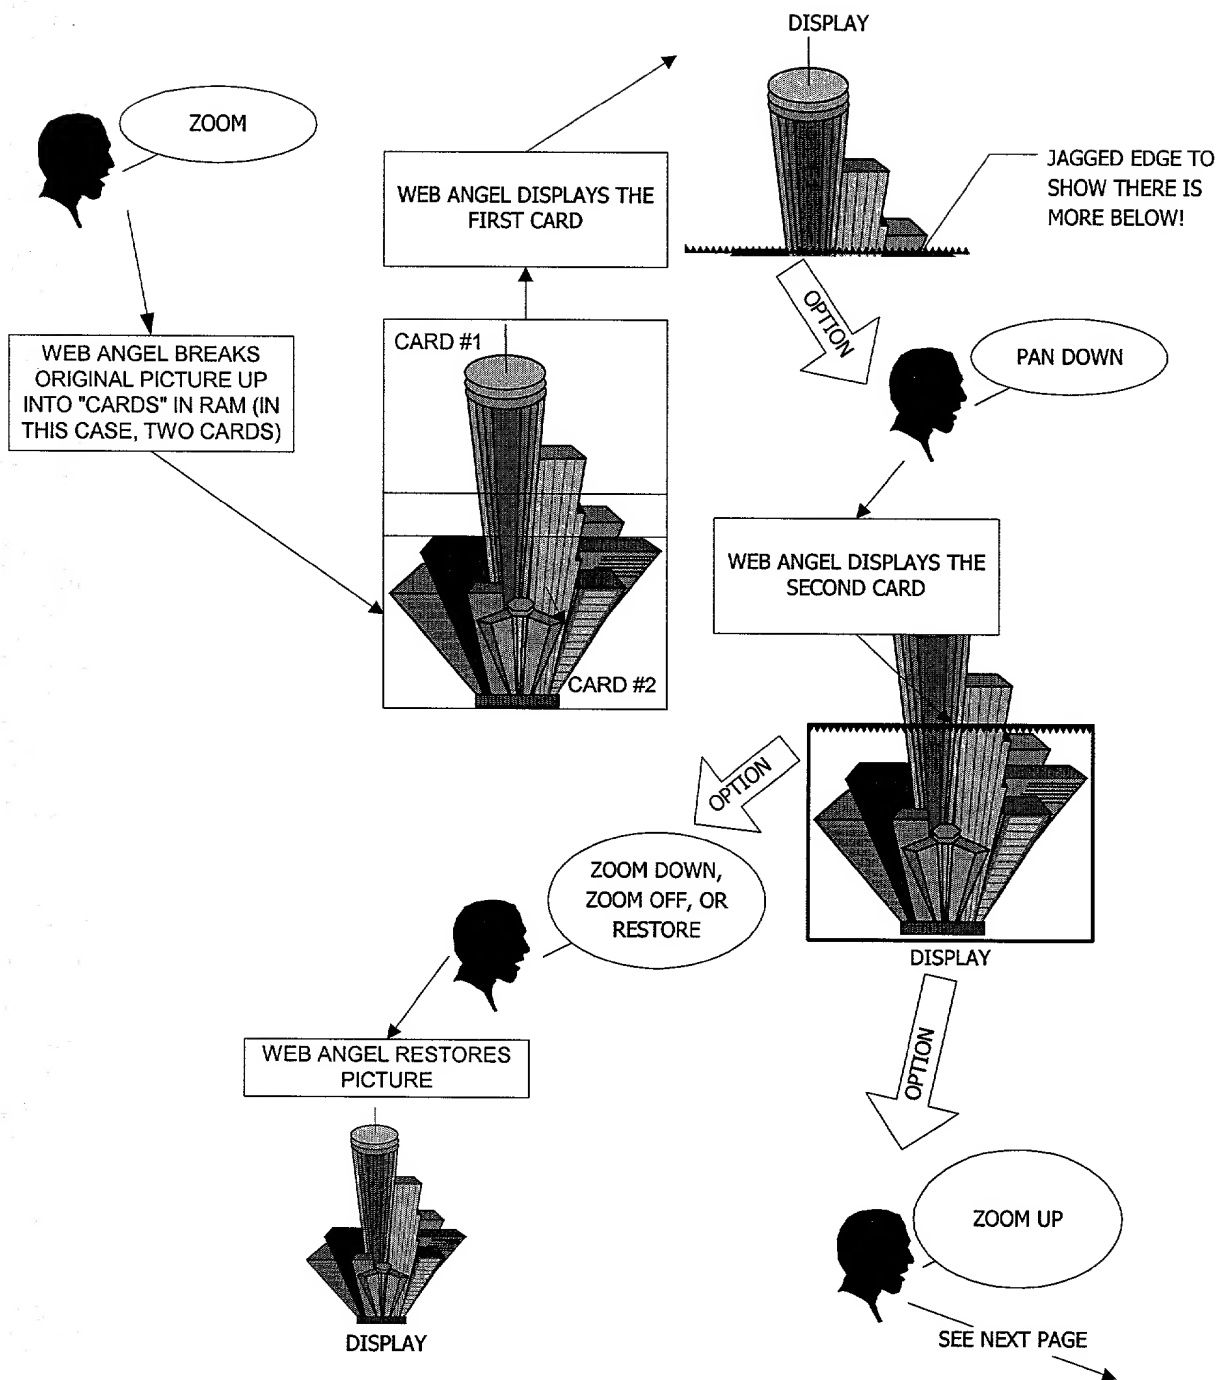 DISPLAY
ZOOM
WEB ANGEL DISPLAYS THE
FIRST CARD
JAGGED EDGE TO
SHOW THERE IS
MORE BELOW!
OPTION
CARD #1
WEB ANGEL BREAKS
ORIGINAL PICTURE UP
INTO "CARDS" IN RAM (IN
THIS CASE, TWO CARDS)
PAN DOWN
WEB ANGEL DISPLAYS THE
SECOND CARD
CARD #2
OPTION
ZOOM DOWN,
ZOOM OFF, OR
RESTORE
DISPLAY
OPTION
WEB ANGEL RESTORES
PICTURE
ZOOM UP
DISPLAY
SEE NEXT PAGE